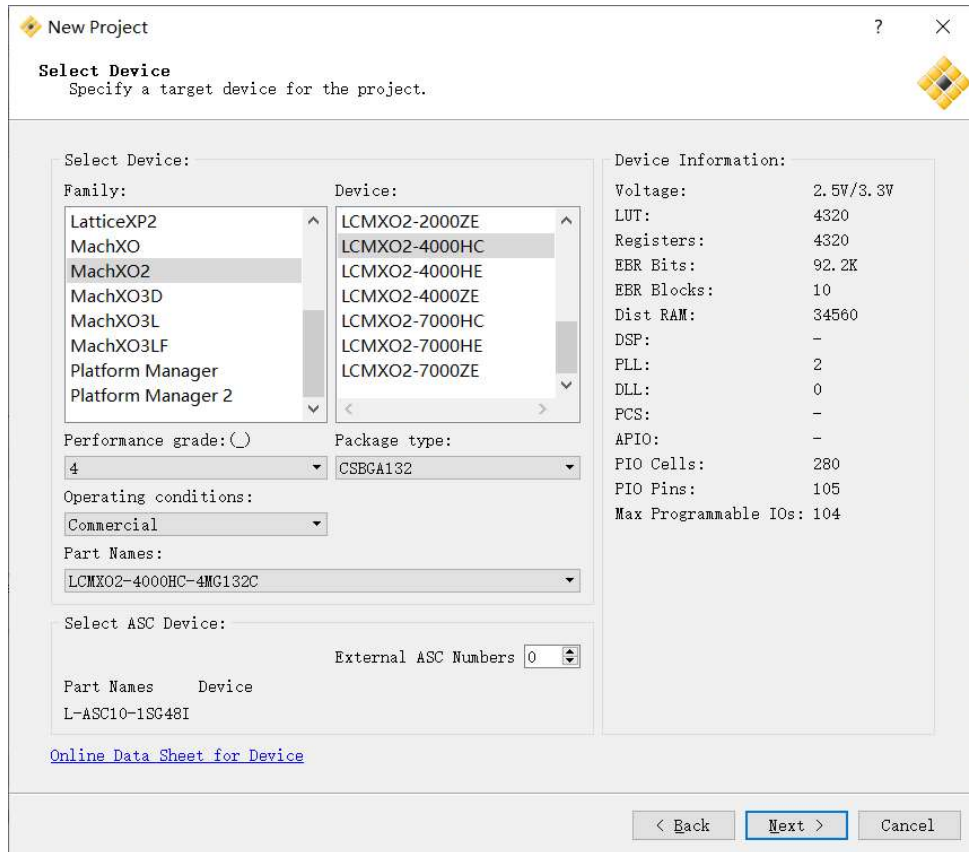 New Project
?
Select Device
Specify a target device for the project.
Select Device:
Family:
LatticeXP2
MachXO
MachXO2
MachXO3D
MachXO3L
MachXO3LF
Platform Manager
Platform Manager 2
Device:
LCMXO2-2000ZE
LCMXO2-4000HC
LCMXO2-4000HE
LCMXO2-4000ZE
LCMXO2-7000HC
LCMXO2-7000HE
LCMXO2-7000ZE
Performance grade:(_)
4
Package type:
CSBGA132
Operating conditions:
Commercial
Part Names:
LCMXO2-4000HC-4MG132C
Select ASC Device:
External ASC Numbers 0
Part Names Device
L-ASC10-1SG48I
Online Data Sheet for Device
Device Information:
Voltage: 2.5V/3.3V
LUT: 4320
Registers: 4320
EBR Bits: 92.2K
EBR Blocks: 10
Dist RAM: 34560
DSP: -
PLL: 2
DLL: 0
PCS: -
APIO: -
PIO Cells: 280
PIO Pins: 105
Max Programmable IOs: 104
< Back
Next >
Cancel